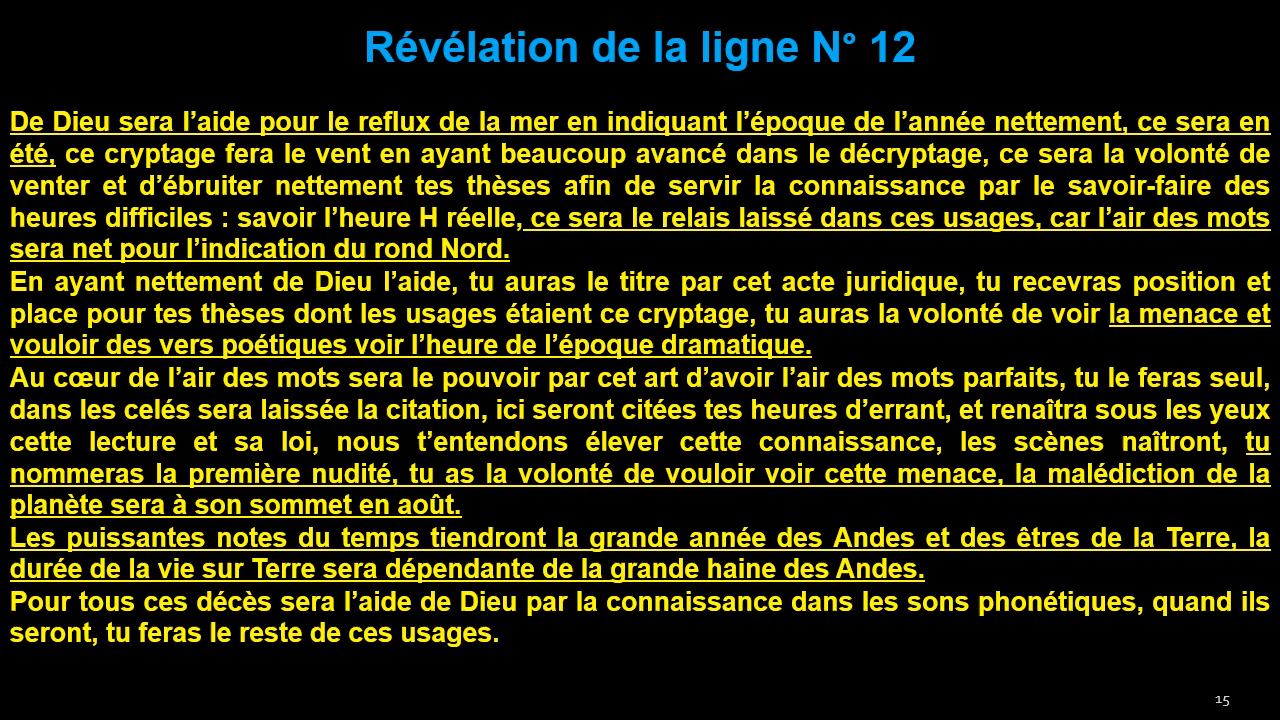 Révélation de la ligne N° 12
De Dieu sera l’aide pour le reflux de la mer en indiquant l’époque de l’année nettement, ce sera en
été, ce cryptage fera le vent en ayant beaucoup avancé dans le décryptage, ce sera la volonté de
venter et d’ébruiter nettement tes thèses afin de servir la connaissance par le savoir-faire des
heures difficiles : savoir l’heure H réelle, ce sera le relais laissé dans ces usages, car l’air des mots
sera net pour l’indication du rond Nord.
En ayant nettement de Dieu l’aide, tu auras le titre par cet acte juridique, tu recevras position et
place pour tes thèses dont les usages étaient ce cryptage, tu auras la volonté de voir la menace et
vouloir des vers poétiques voir l’heure de l’époque dramatique.
Au cœur de l’air des mots sera le pouvoir par cet art d’avoir l’air des mots parfaits, tu le feras seul,
dans les celés sera laissée la citation, ici seront citées tes heures d’errant, et renaîtra sous les yeux
cette lecture et sa loi, nous t’entendons élever cette connaissance, les scènes naîtront, tu
nommeras la première nudité, tu as la volonté de vouloir voir cette menace, la malédiction de la
planète sera à son sommet en août.
Les puissantes notes du temps tiendront la grande année des Andes et des êtres de la Terre, la
durée de la vie sur Terre sera dépendante de la grande haine des Andes.
Pour tous ces décès sera l’aide de Dieu par la connaissance dans les sons phonétiques, quand ils
seront, tu feras le reste de ces usages.
15